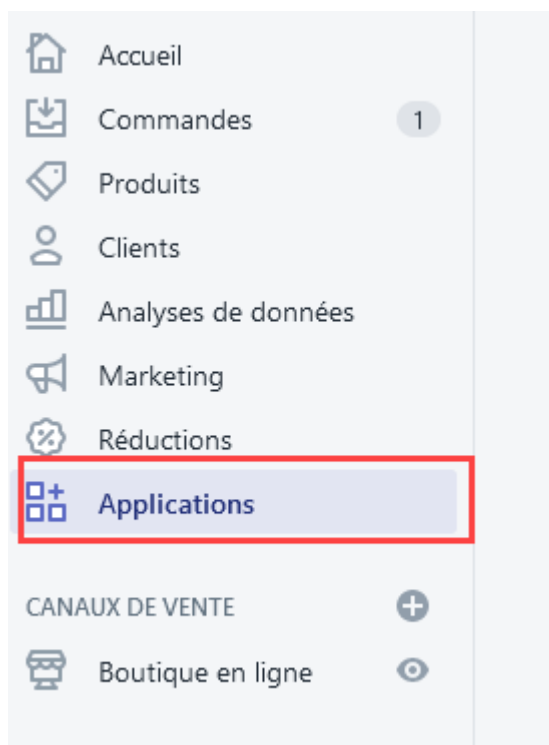 Accueil
Commandes 1
Produits
Clients
Analyses de données
Marketing
Réductions
Applications
CANAUX DE VENTE
Boutique en ligne